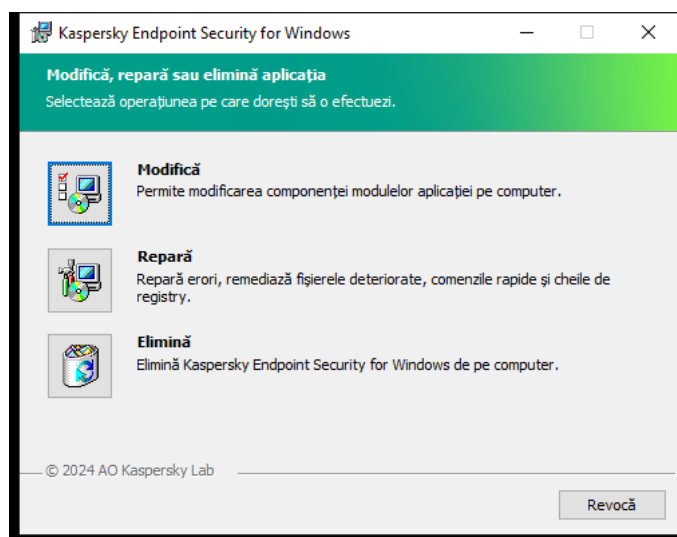 Kaspersky Endpoint Security for Windows
Modifică, repară sau elimină aplicația
Selectează operațiunea pe care dorești să o efectuezi.
Modifică
Permite modificarea componenței modulelor aplicației pe computer.
Repară
Repară erori, remediază fișierele deteriorate, comenzile rapide și cheile de
registry.
Elimină
Elimină Kaspersky Endpoint Security for Windows de pe computer.
© 2024 AO Kaspersky Lab
Revocă